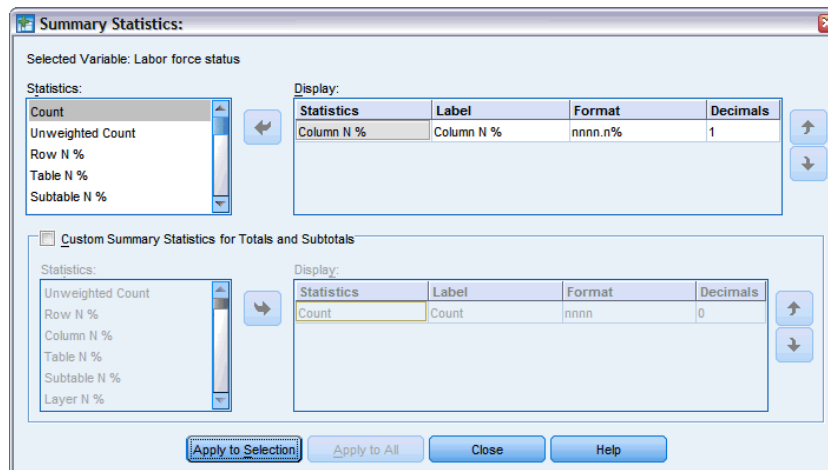 Summary Statistics:
Selected Variable: Labor force status
Statistics: Display:
Count
Unweighted Count
Row N %
Table N %
Subtable N %
Statistics Label Format Decimals
Column N % Column N % nnnn.n% 1
Custom Summary Statistics for Totals and Subtotals
Statistics: Display:
Unweighted Count
Row N %
Column N %
Table N %
Subtable N %
Layer N %
Statistics Label Format Decimals
Count Count nnnn 0
Apply to Selection Apply to All Close Help